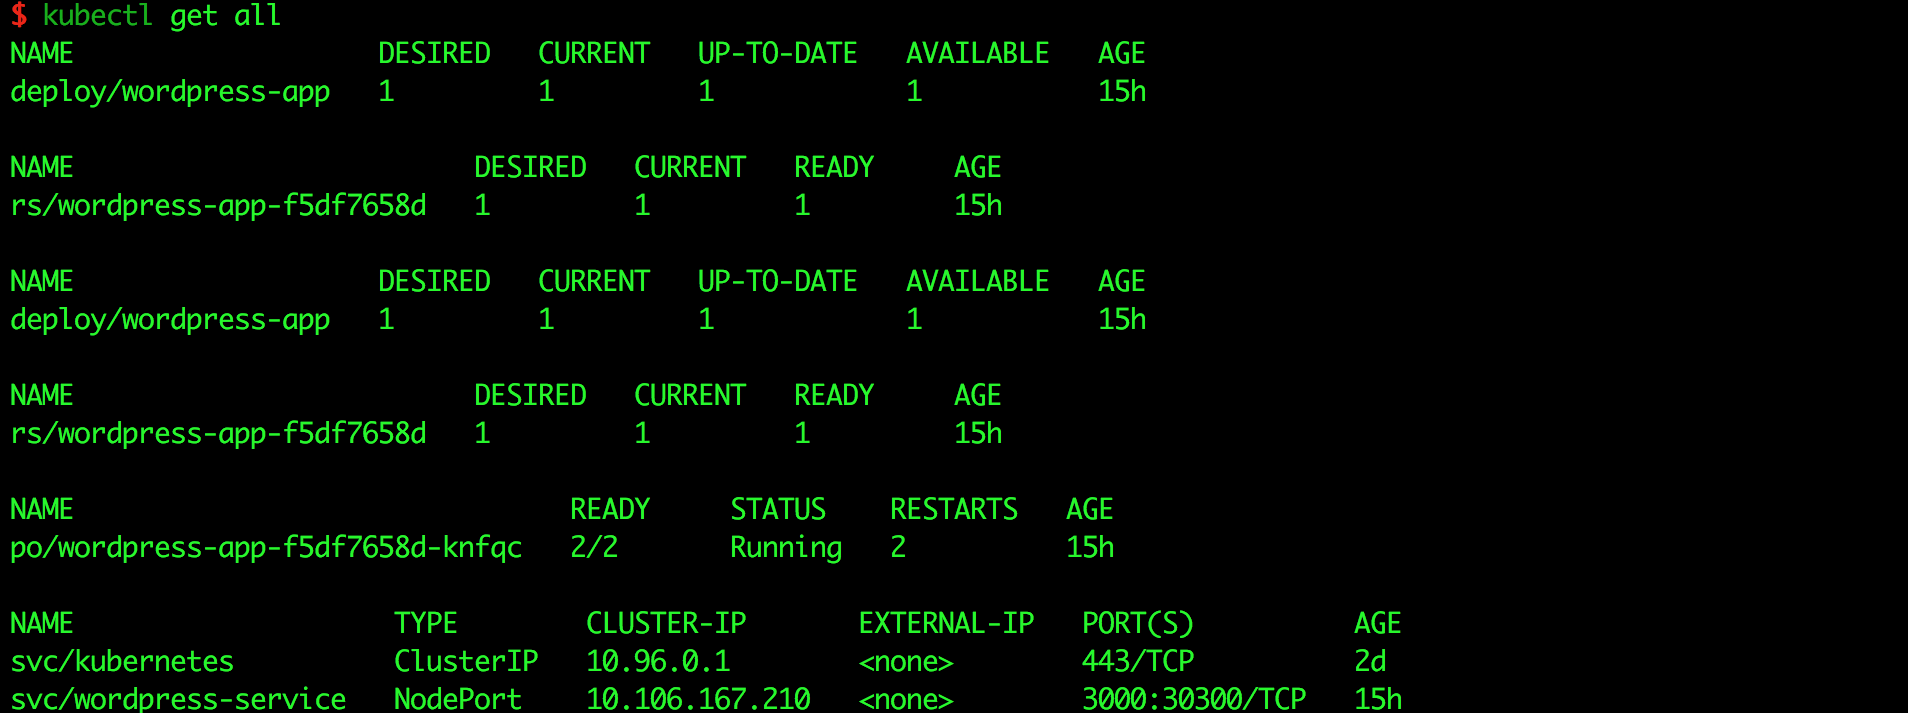 $ kubectl get all
NAME DESIRED CURRENT UP-TO-DATE AVAILABLE AGE
deploy/wordpress-app 1 1 1 1 15h
NAME DESIRED CURRENT READY AGE
rs/wordpress-app-f5df7658d 1 1 1 15h
NAME DESIRED CURRENT UP-TO-DATE AVAILABLE AGE
deploy/wordpress-app 1 1 1 1 15h
NAME DESIRED CURRENT READY AGE
rs/wordpress-app-f5df7658d 1 1 1 15h
NAME READY STATUS RESTARTS AGE
po/wordpress-app-f5df7658d-knfqc 2/2 Running 2 15h
NAME TYPE CLUSTER-IP EXTERNAL-IP PORT(S) AGE
svc/kubernetes ClusterIP 10.96.0.1 <none> 443/TCP 2d
svc/wordpress-service NodePort 10.106.167.210 <none> 3000:30300/TCP 15h